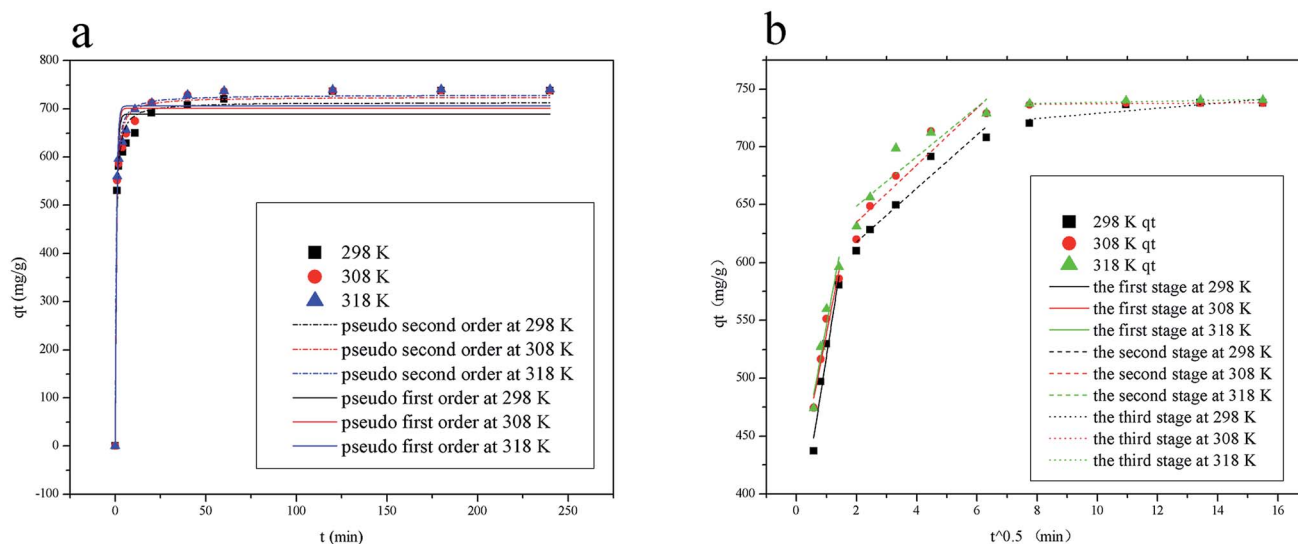 a
800
700
600
500
400
300
200
100
0
-100
qt (mg/g)
298 K
308 K
318 K
pseudo second order at 298 K
pseudo second order at 308 K
pseudo second order at 318 K
pseudo first order at 298 K
pseudo first order at 308 K
pseudo first order at 318 K
0
50
100
150
200
250
t (min)
b
750
700
650
600
550
500
450
400
qt (mg/g)
298 K qt
308 K qt
318 K qt
the first stage at 298 K
the first stage at 308 K
the first stage at 318 K
the second stage at 298 K
the second stage at 308 K
the second stage at 318 K
the third stage at 298 K
the third stage at 308 K
the third stage at 318 K
0
2
4
6
8
10
12
14
16
t^0.5 (min)